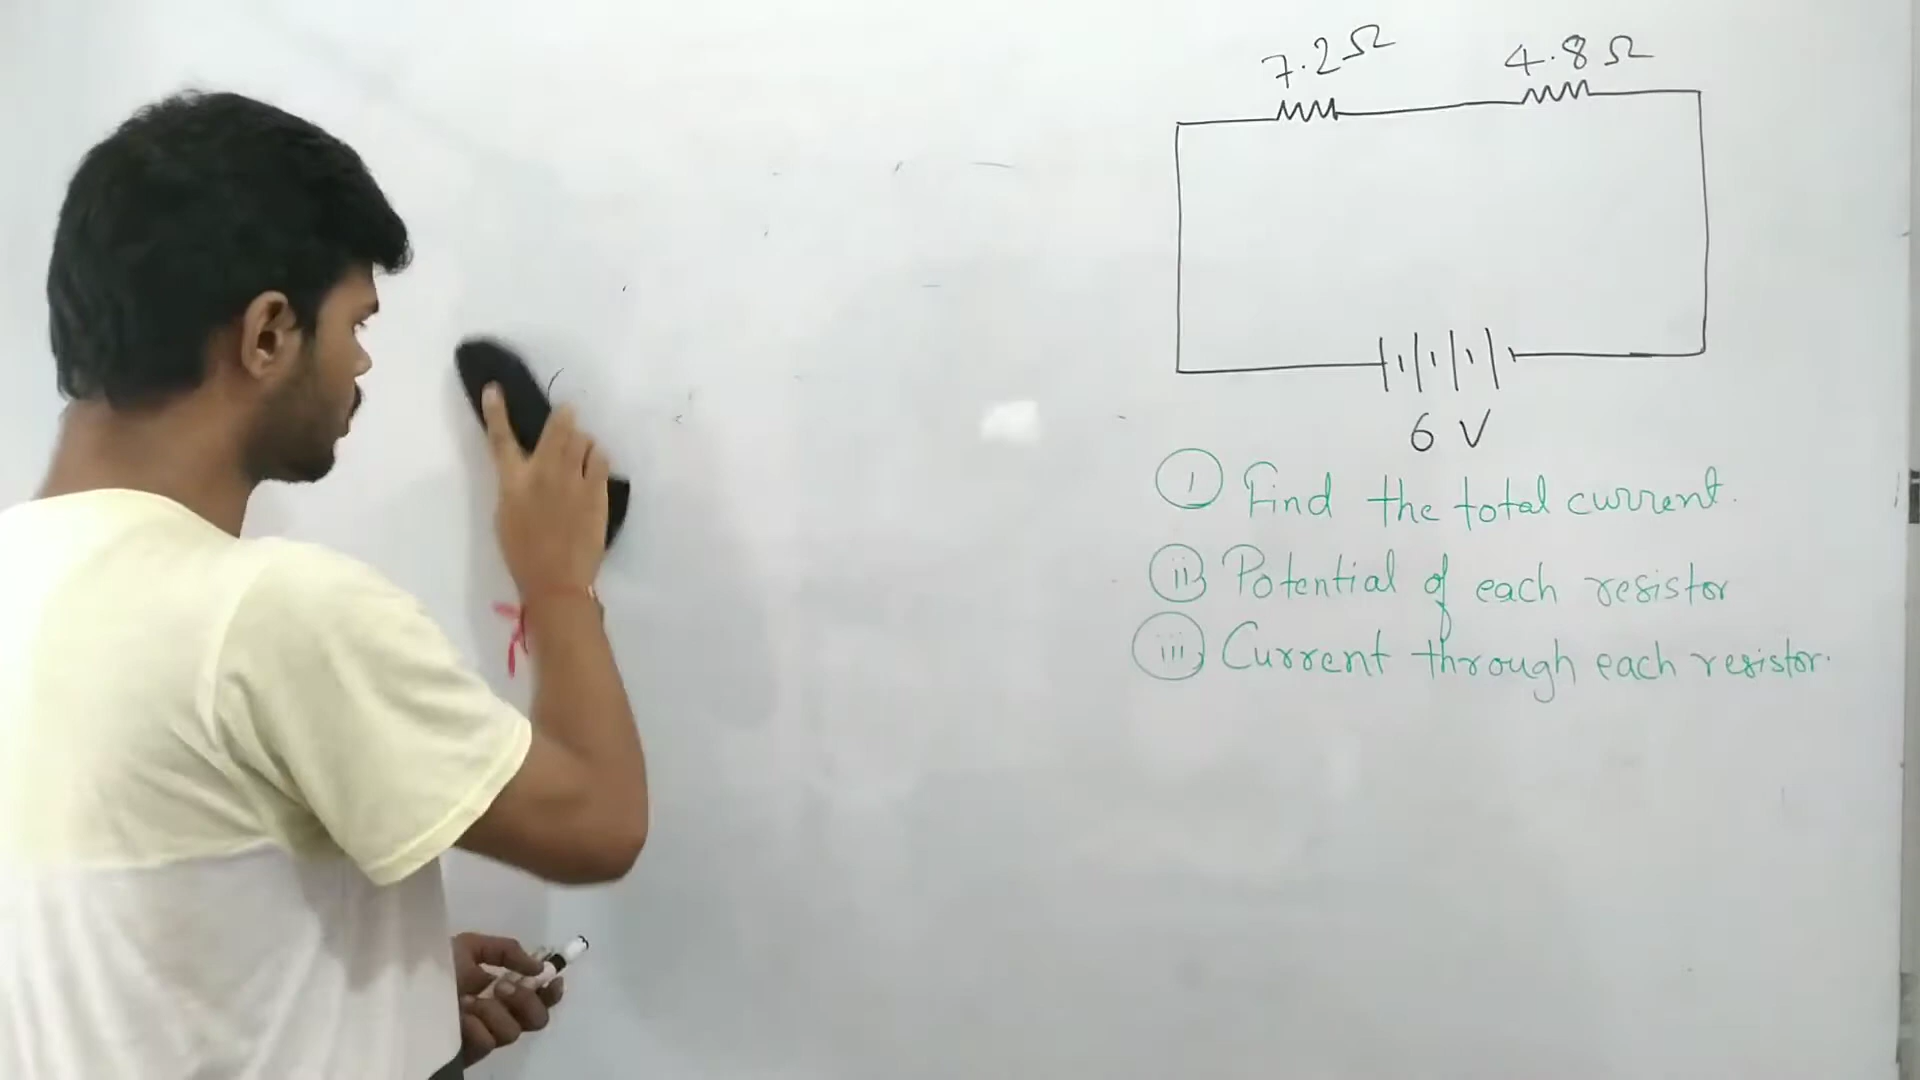 7.2Ω 4.8Ω
6 V
i Find the total current.
ii Potential of each resistor
iii Current through each resistor.